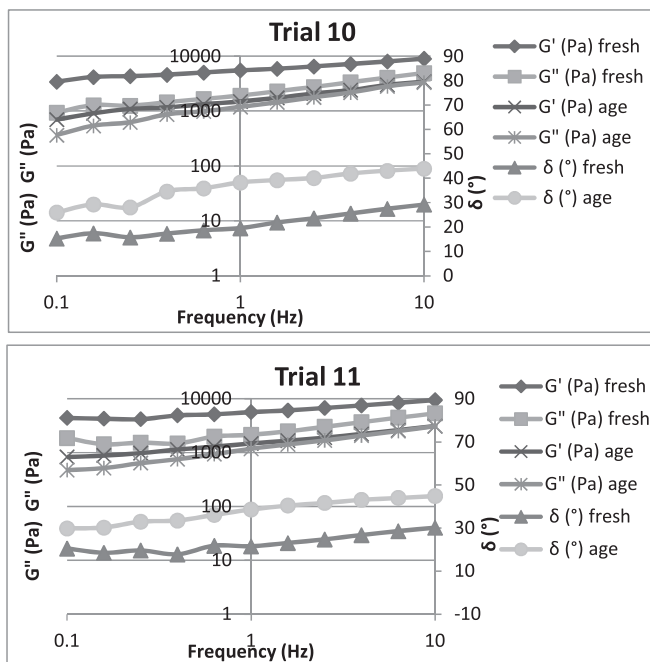 Trial 10
G" (Pa) G" (Pa)
10000
1000
100
10
1
0.1
1
10
Frequency (Hz)
90
80
70
60
50
40
30
20
10
0
δ (°)
G' (Pa) fresh
G" (Pa) fresh
G' (Pa) age
G" (Pa) age
δ (°) fresh
δ (°) age
Trial 11
G" (Pa) G" (Pa)
10000
1000
100
10
1
0.1
1
10
Frequency (Hz)
90
70
50
30
10
-10
δ (°)
G' (Pa) fresh
G" (Pa) fresh
G' (Pa) age
G" (Pa) age
δ (°) fresh
δ (°) age